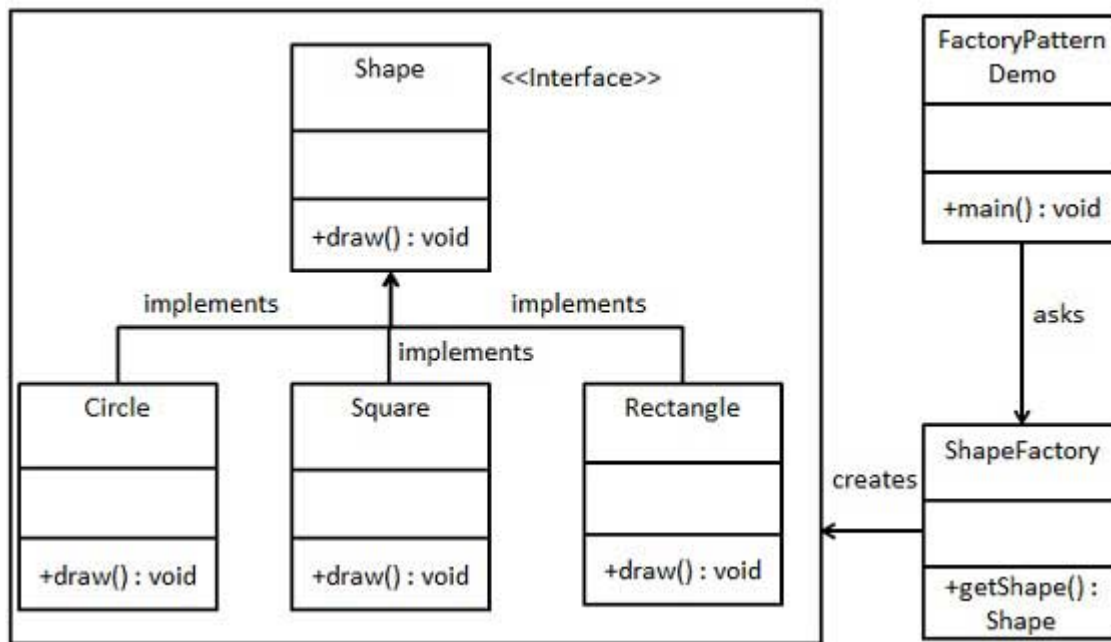 Shape
<<Interface>>
+draw() : void
implements
implements
implements
Circle
+draw() : void
Square
+draw() : void
Rectangle
+draw() : void
FactoryPattern
Demo
+main() : void
asks
ShapeFactory
+getShape() :
Shape
creates